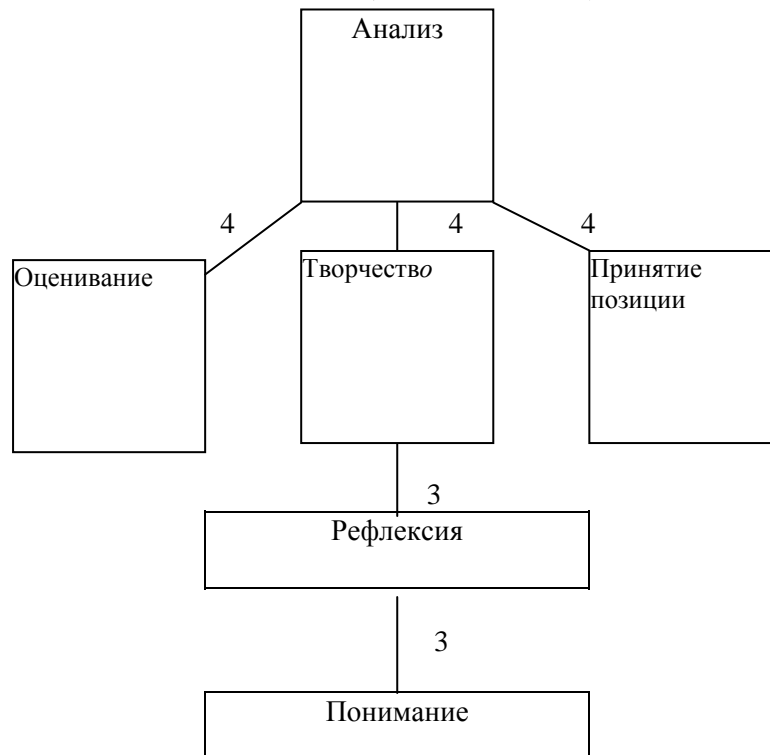 Анализ
4
4
4
Оценивание
Творчество
Принятие
позиции
3
Рефлексия
3
Понимание